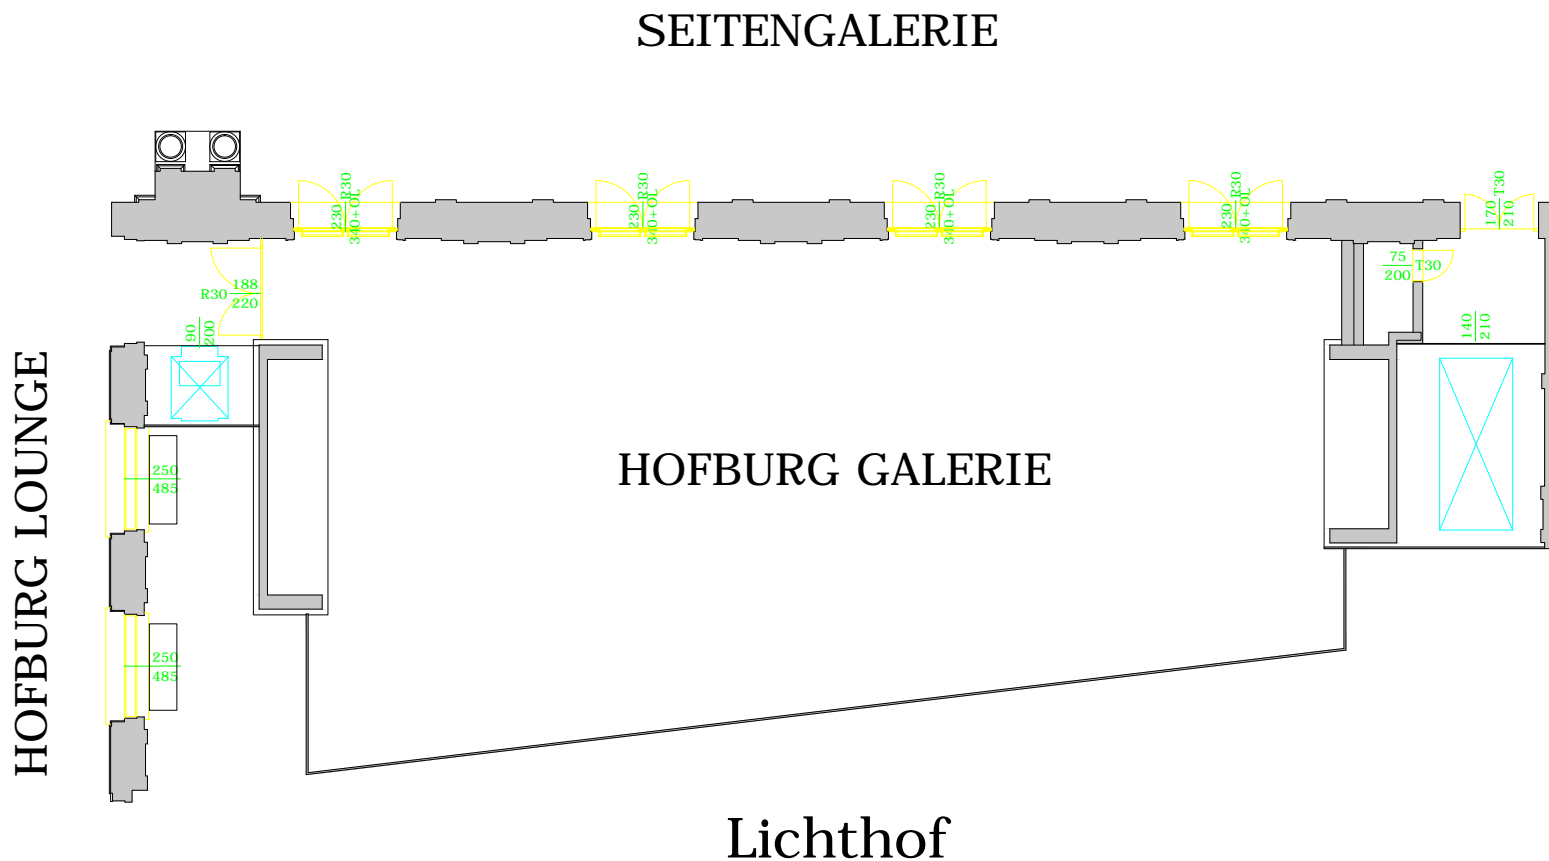 SEITENGALERIE
230
R30
340+OL
230
R30
340+OL
230
R30
340+OL
230
R30
340+OL
170
T30
210
75
T30
200
188
R30
220
90
200
140
210
HOFBURG LOUNGE
HOFBURG GALERIE
250
485
250
485
Lichthof